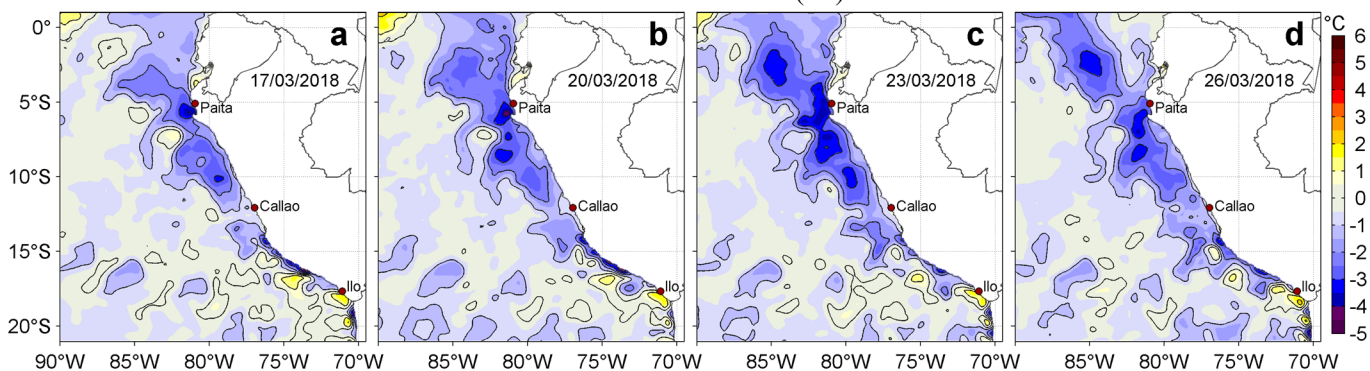 a
b
c
d
°C
0°
5°S
10°S
15°S
20°S
17/03/2018
20/03/2018
23/03/2018
26/03/2018
Paita
Paita
Paita
Paita
Callao
Callao
Callao
Callao
Ilo
Ilo
Ilo
Ilo
6
5
4
3
2
1
0
-1
-2
-3
-4
-5
90°W 85°W 80°W 75°W 70°W
85°W 80°W 75°W 70°W
85°W 80°W 75°W 70°W
85°W 80°W 75°W 70°W